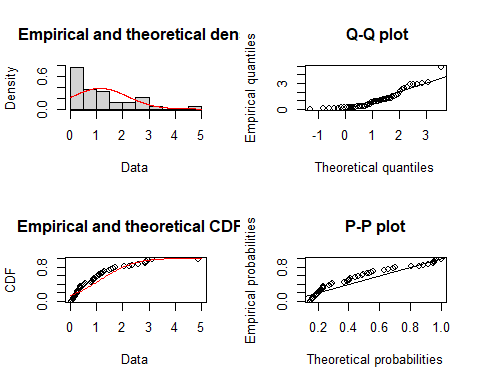 Empirical and theoretical den
Density
0.0
0.6
0
1
2
3
4
5
Data
Q-Q plot
Empirical quantiles
0
3
-1
0
1
2
3
Theoretical quantiles
Empirical and theoretical CDF
CDF
0.0
0.8
0
1
2
3
4
5
Data
P-P plot
Empirical probabilities
0.0
0.8
0.2
0.4
0.6
0.8
1.0
Theoretical probabilities